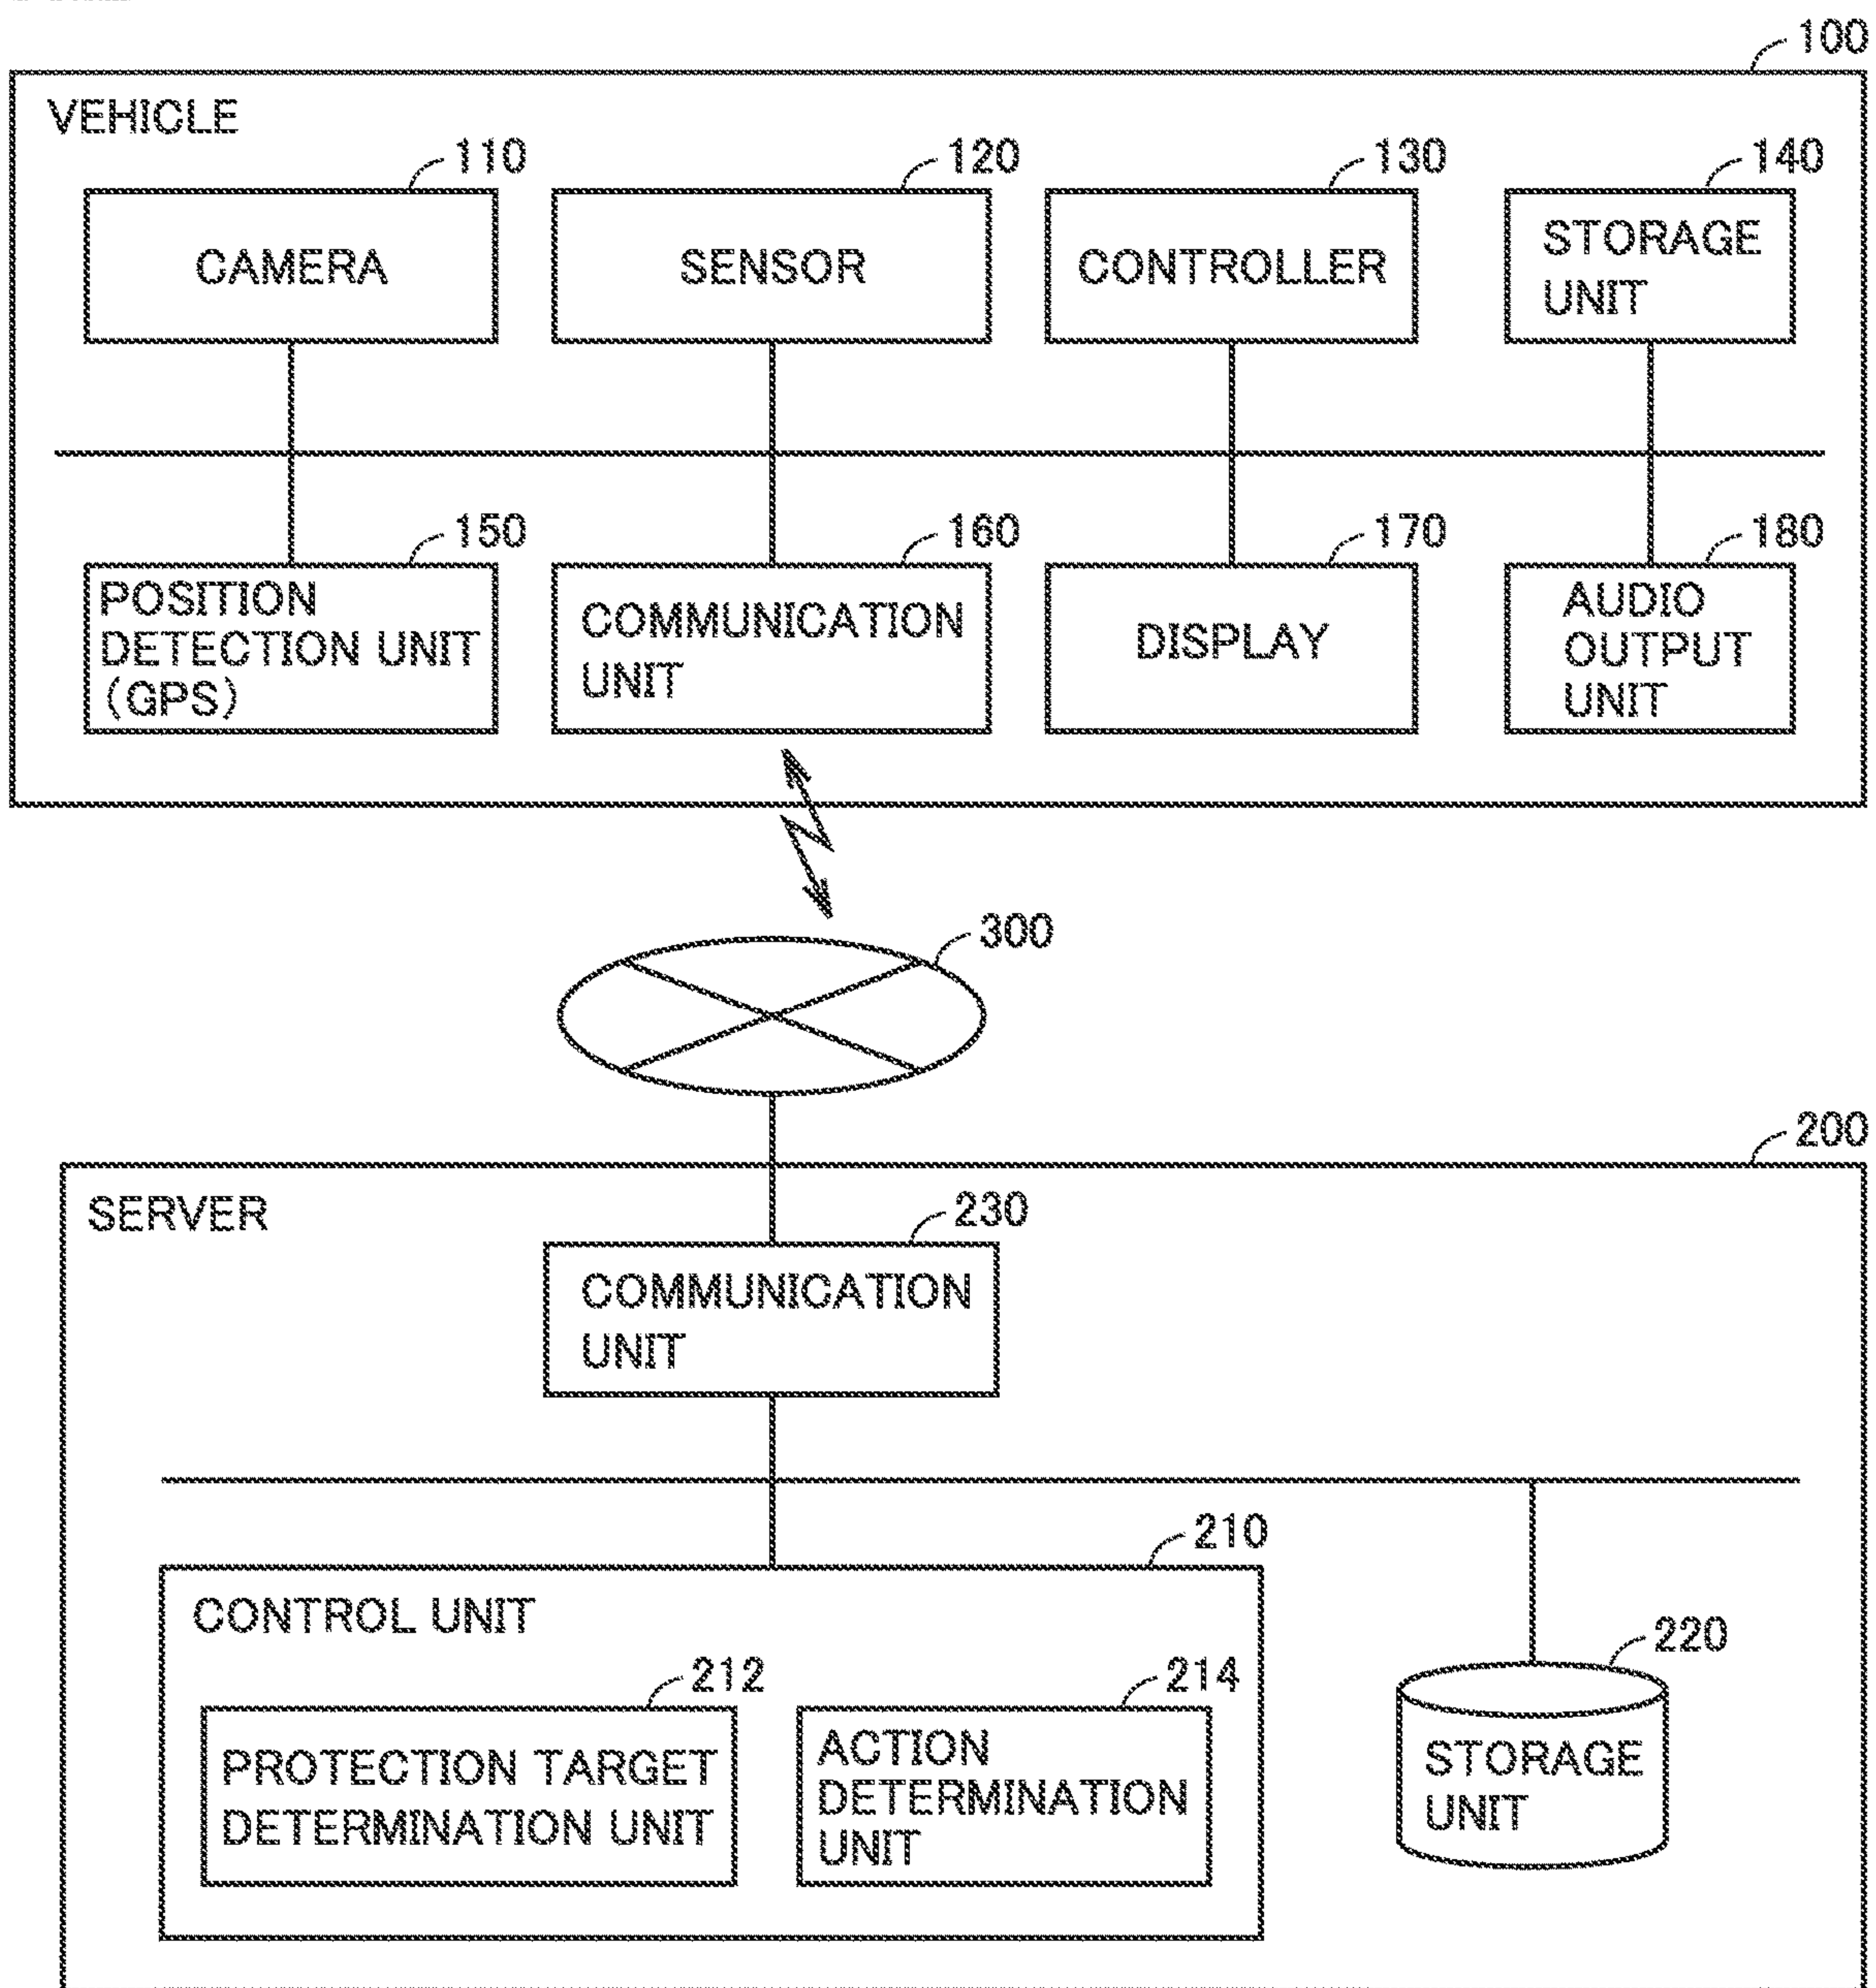 100
VEHICLE
110
120
130
140
CAMERA
SENSOR
CONTROLLER
STORAGE
UNIT
150
160
170
180
POSITION
DETECTION UNIT
(GPS)
COMMUNICATION
UNIT
DISPLAY
AUDIO
OUTPUT
UNIT
300
200
SERVER
230
COMMUNICATION
UNIT
210
CONTROL UNIT
212
214
220
PROTECTION TARGET
DETERMINATION UNIT
ACTION
DETERMINATION
UNIT
STORAGE
UNIT